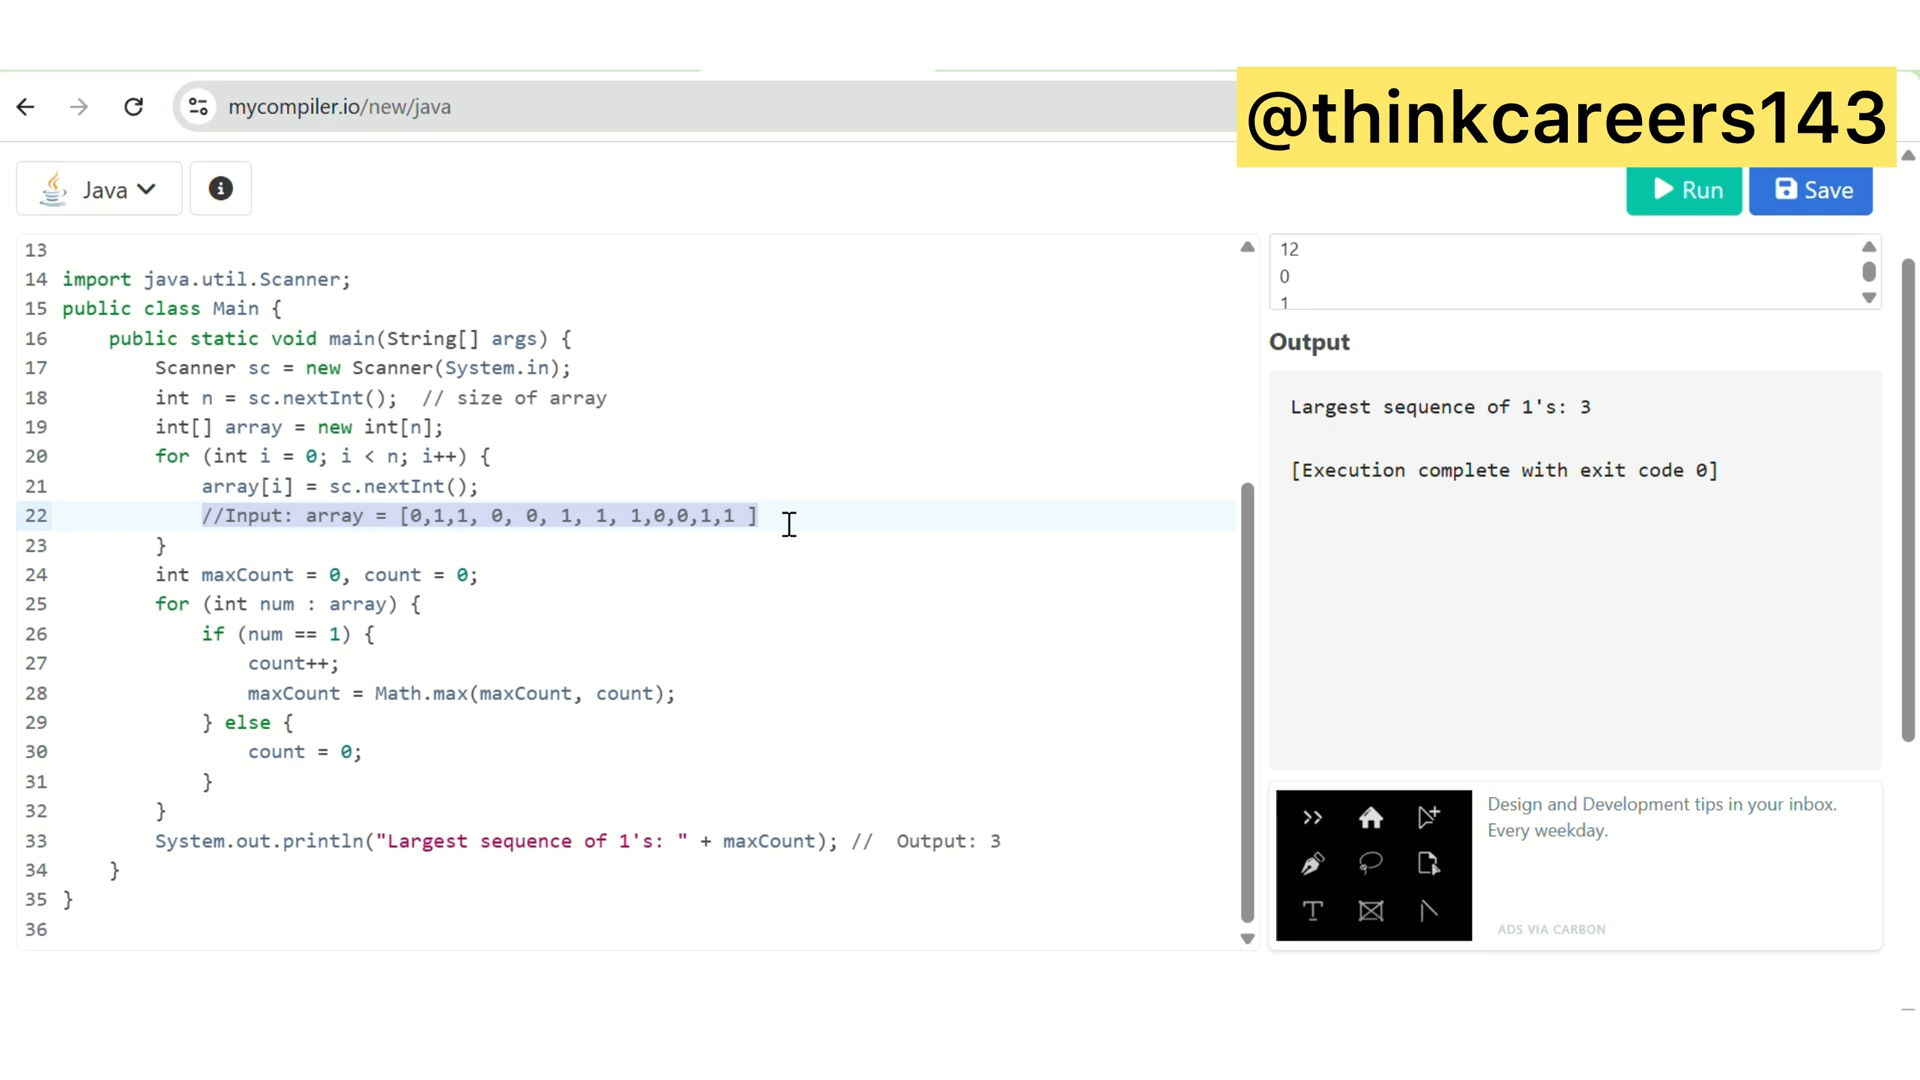 @thinkcareers143
mycompiler.io/new/java
Java
Run
Save
13
14 import java.util.Scanner;
15 public class Main {
16     public static void main(String[] args) {
17         Scanner sc = new Scanner(System.in);
18         int n = sc.nextInt();  // size of array
19         int[] array = new int[n];
20         for (int i = 0; i < n; i++) {
21             array[i] = sc.nextInt();
22             //Input: array = [0,1,1, 0, 0, 1, 1, 1,0,0,1,1 ]
23         }
24         int maxCount = 0, count = 0;
25         for (int num : array) {
26             if (num == 1) {
27                 count++;
28                 maxCount = Math.max(maxCount, count);
29             } else {
30                 count = 0;
31             }
32         }
33         System.out.println("Largest sequence of 1's: " + maxCount); //  Output: 3
34     }
35 }
36
12
0
1
Output
Largest sequence of 1's: 3
[Execution complete with exit code 0]
Design and Development tips in your inbox.
Every weekday.
ADS VIA CARBON